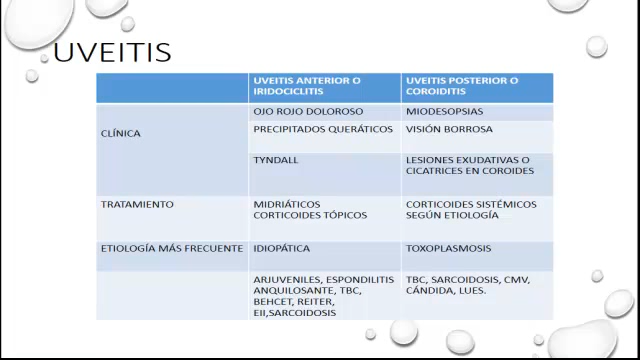 UVEITIS
UVEITIS ANTERIOR O
IRIDOCICLITIS
UVEITIS POSTERIOR O
COROIDITIS
CLÍNICA
OJO ROJO DOLOROSO
MIODESOPSIAS
PRECIPITADOS QUERÁTICOS
VISIÓN BORROSA
TYNDALL
LESIONES EXUDATIVAS O
CICATRICES EN COROIDES
TRATAMIENTO
MIDRIÁTICOS
CORTICOIDES TÓPICOS
CORTICOIDES SISTÉMICOS
SEGÚN ETIOLOGÍA
ETIOLOGÍA MÁS FRECUENTE
IDIOPÁTICA
TOXOPLASMOSIS
ARJUVENILES, ESPONDILITIS
ANQUILOSANTE, TBC,
BEHCET, REITER,
EII,SARCOIDOSIS
TBC, SARCOIDOSIS, CMV,
CÁNDIDA, LUES.